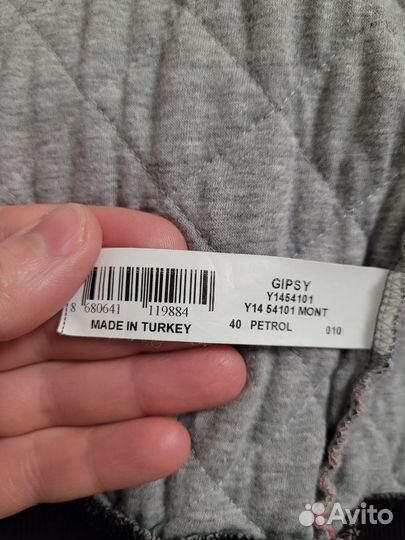 GIPSY
Y1454101
Y14 54101 MONT
8 680641 119884
MADE IN TURKEY
40 PETROL 010
Avito